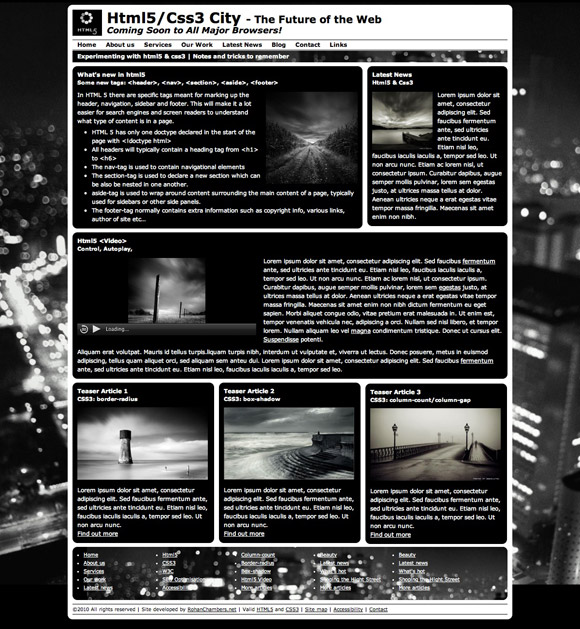 HTML5
Html5/Css3 City - The Future of the Web
Coming Soon to All Major Browsers!
Home About us Services Our Work Latest News Blog Contact Links
Experimenting with html5 and css3 | Notes and tricks to remember
What's new in html5
Some new tags: <header>, <nav>, <section>, <aside>, <footer>
In HTML 5 there are specific tags meant for marking up the
header, navigation, sidebar and footer. This will make it a lot
easier for search engines and screen readers to understand
what type of content is in a page.
• HTML 5 has only one doctype declared in the start of the
page with <!doctype html>
• All headers will typically contain a heading tag from <h1>
to <h6>
• The nav-tag is used to contain navigational elements
• The section-tag is used to declare a new section which can
be also be nested in one another.
• aside-tag is used to wrap around content surrounding the main content of a page, typically
used for sidebars or other side panels.
• The footer-tag normally contains extra information such as copyright info, various links,
author of site etc..
Latest News
Html5 & Css3
Lorem ipsum dolor sit
amet, consectetur
adipiscing elit. Sed
faucibus fermentum
ante, sed ultricies
ante tincidunt eu.
Etiam nisl leo,
faucibus iaculis iaculis a, tempor sed leo. Ut
non arcu nunc. Etiam ac lorem nisl, ut
consectetur ipsum. Curabitur dapibus, augue
semper mollis pulvinar, lorem sem egestas
justo, at ultrices massa tellus at dolor.
Aenean ultricies neque a erat egestas vitae
tempor massa fringilla. Maecenas sit amet
enim non nibh.
Html5 <Video>
Control, Autoplay,
Loading...
Lorem ipsum dolor sit amet, consectetur adipiscing elit. Sed faucibus fermentum
ante, sed ultricies ante tincidunt eu. Etiam nisl leo, faucibus iaculis iaculis a,
tempor sed leo. Ut non arcu nunc. Etiam ac lorem nisl, ut consectetur ipsum.
Curabitur dapibus, augue semper mollis pulvinar, lorem sem egestas justo, at
ultrices massa tellus at dolor. Aenean ultricies neque a erat egestas vitae tempor
massa fringilla. Maecenas sit amet enim non nibh dictum fermentum eu eget
sapien. Morbi aliquet congue odio, vitae pretium erat malesuada in. Ut enim est,
tempor venenatis vehicula nec, adipiscing a orci. Nullam sed nisl libero, et tempor
lorem. Nullam aliquam leo vel magna condimentum tristique. Donec ut cursus elit.
Suspendisse potenti.
Aliquam erat volutpat. Mauris id tellus turpis.liquam turpis nibh, interdum ut vulputate et, viverra ut lectus. Donec posuere, metus in euismod
adipiscing, tellus quam aliquet orci, sed aliquam sem anteu dui. Lorem ipsum dolor sit amet, consectetur adipiscing elit. Sed faucibus fermentum
ante, sed ultricies ante tincidunt eu. Etiam nisl leo, faucibus iaculis iaculis a, tempor sed leo.
Teaser Article 1
CSS3: border-radius
Lorem ipsum dolor sit amet, consectetur
adipiscing elit. Sed faucibus fermentum ante,
sed ultricies ante tincidunt eu. Etiam nisl leo,
faucibus iaculis iaculis a, tempor sed leo. Ut
non arcu nunc.
Find out more
Teaser Article 2
CSS3: box-shadow
Lorem ipsum dolor sit amet, consectetur
adipiscing elit. Sed faucibus fermentum ante,
sed ultricies ante tincidunt eu. Etiam nisl leo,
faucibus iaculis iaculis a, tempor sed leo. Ut
non arcu nunc.
Find out more
Teaser Article 3
CSS3: column-count/column-gap
Lorem ipsum dolor sit amet, consectetur
adipiscing elit. Sed faucibus fermentum ante,
sed ultricies ante tincidunt eu. Etiam nisl leo,
faucibus iaculis iaculis a, tempor sed leo. Ut
non arcu nunc.
Find out more
• Home
• About us
• Services
• Our work
• Latest news
• Html5
• CSS3
• W3C
• Accessibility
• Column-count
• Border-radius
• Box-shadow
• Html5 Video
• More articles
• Beauty
• Latest news
• What's hot
• Shoping the Hight Street
• More articles
• Beauty
• Latest news
• What's hot
• Shoping the Hight Street
• More articles
©2010 All rights reserved | Site developed by RohanChambers.net | Valid HTML5 and CSS3 | Site map | Accessibility | Contact